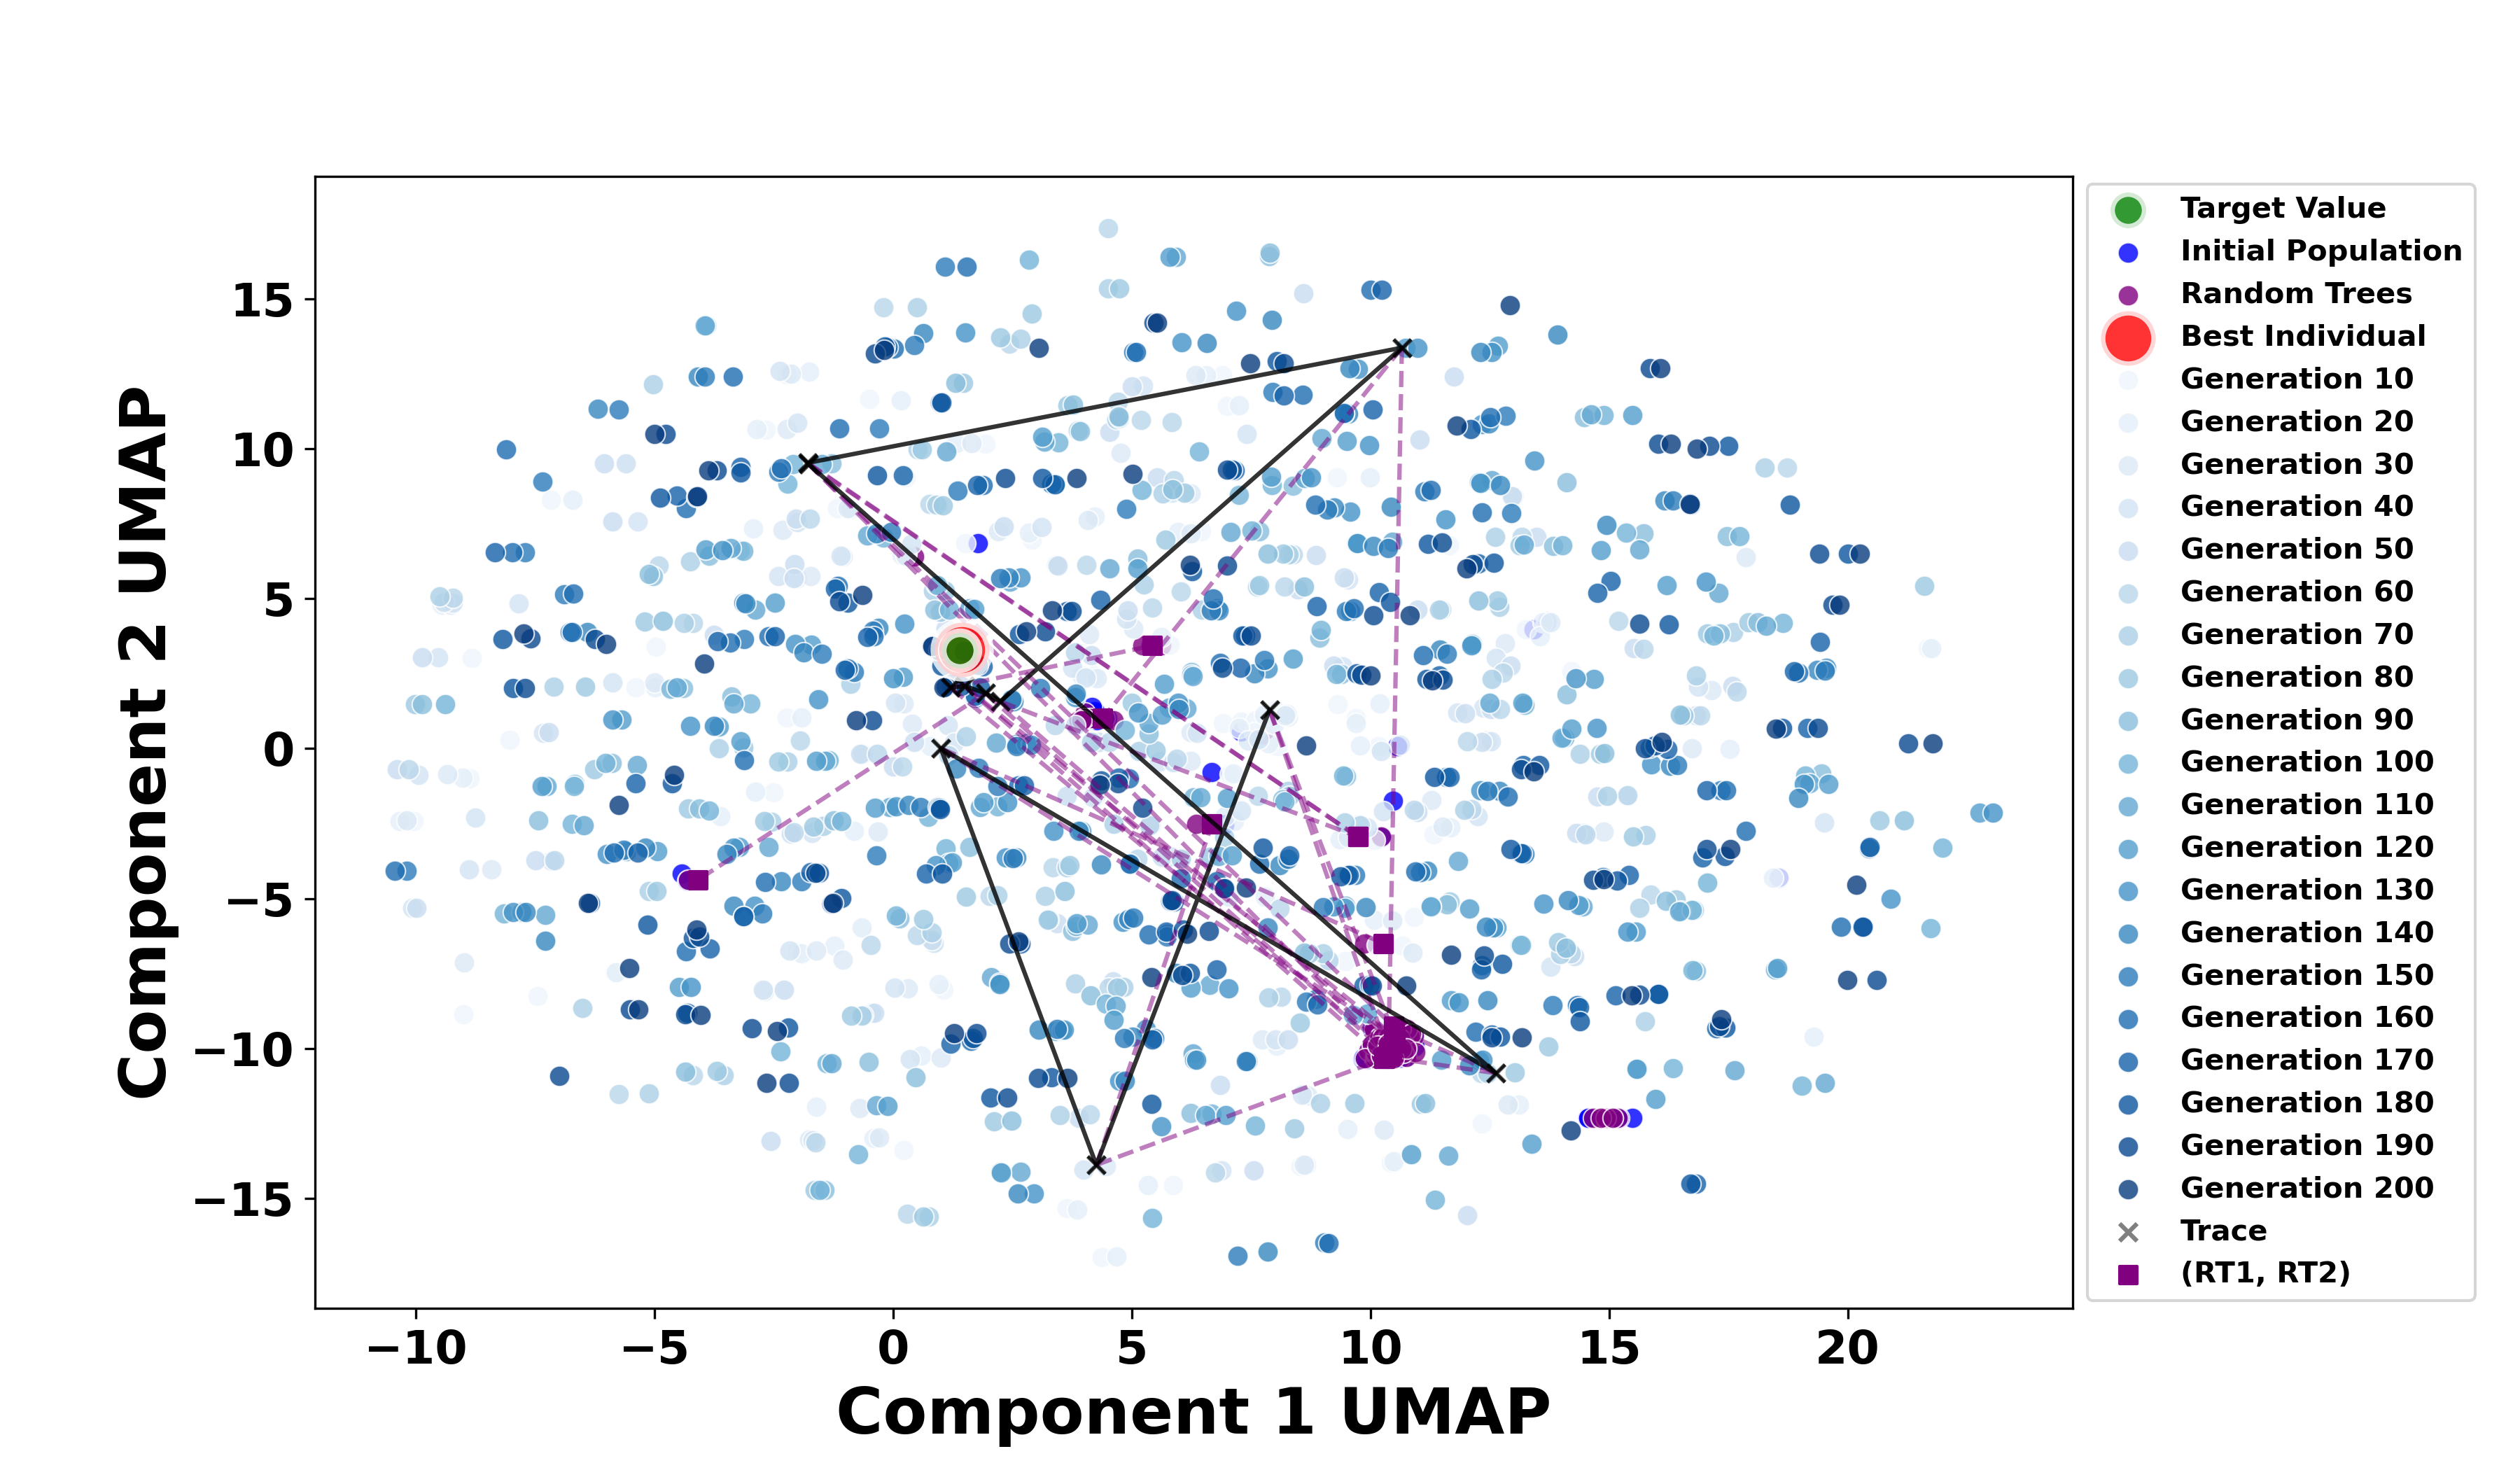 Component 2 UMAP
15
10
5
0
−5
−10
−15
−10
−5
0
5
10
15
20
Component 1 UMAP
Target Value
Initial Population
Random Trees
Best Individual
Generation 10
Generation 20
Generation 30
Generation 40
Generation 50
Generation 60
Generation 70
Generation 80
Generation 90
Generation 100
Generation 110
Generation 120
Generation 130
Generation 140
Generation 150
Generation 160
Generation 170
Generation 180
Generation 190
Generation 200
Trace
(RT1, RT2)